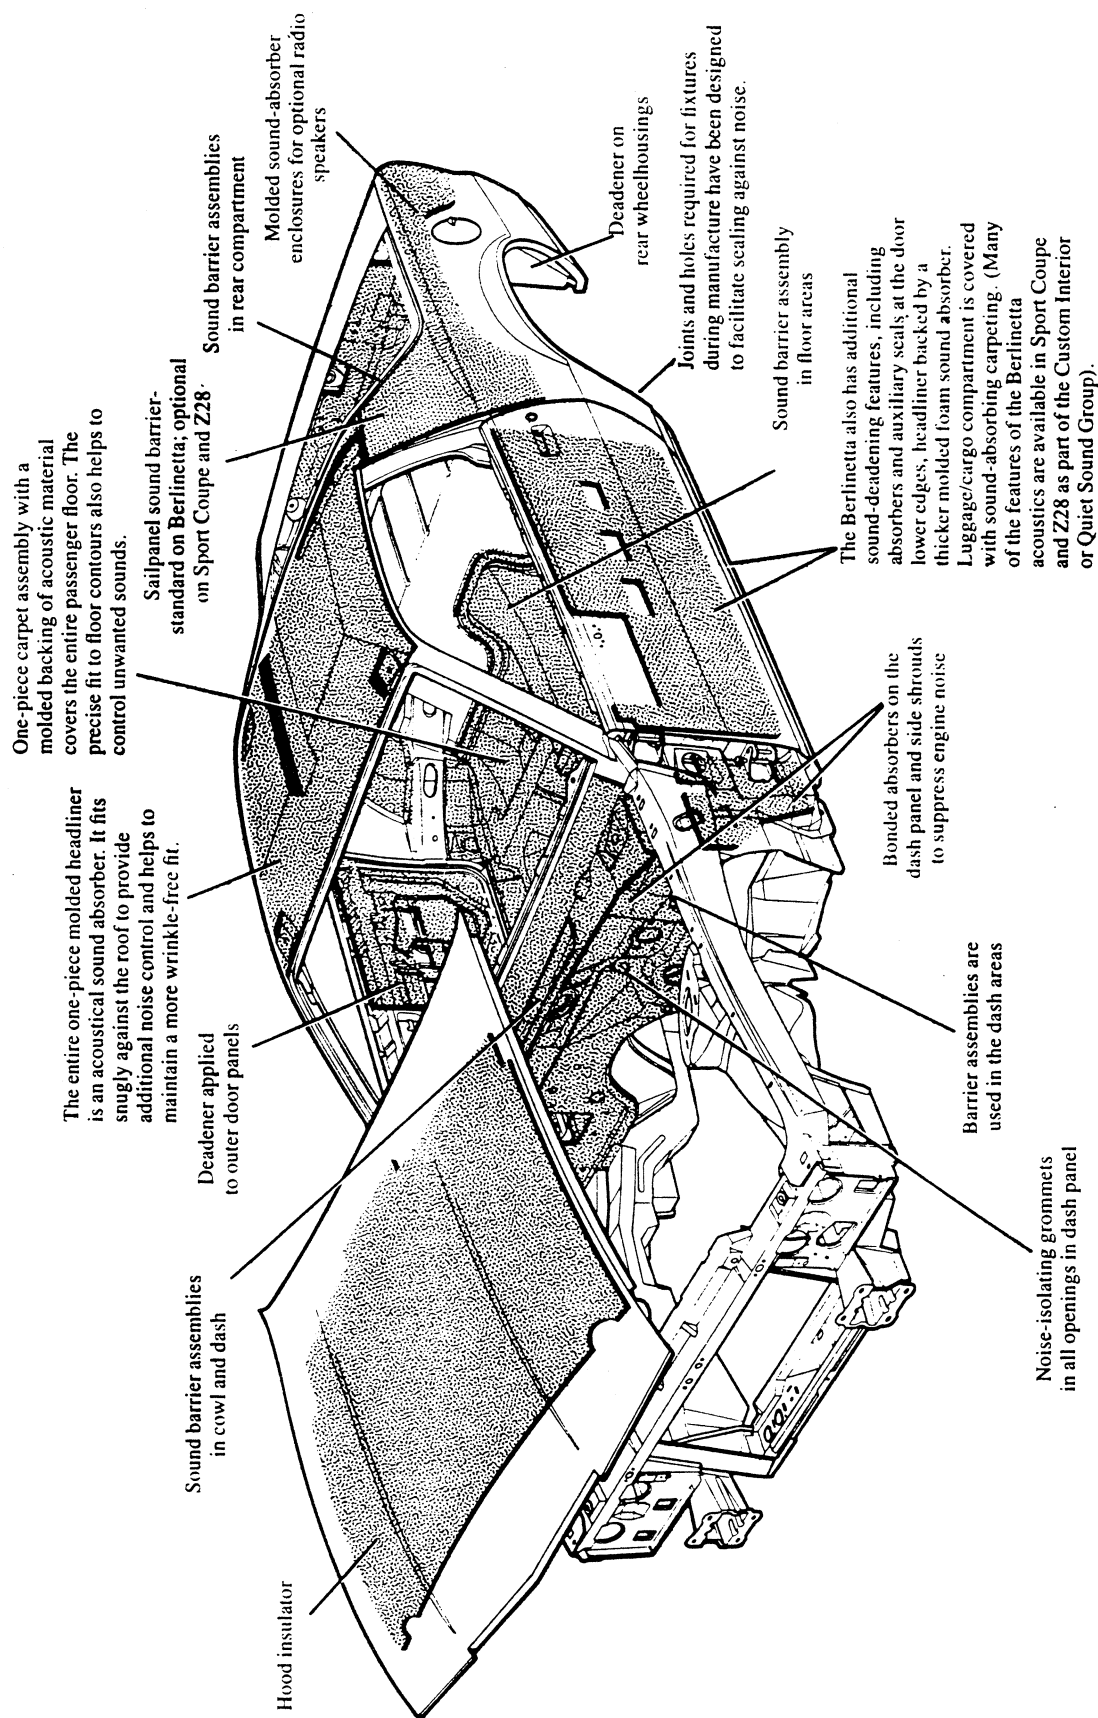 Hood insulator
Sound barrier assemblies
in cowl and dash
Deadener applied
to outer door panels
The entire one-piece molded headliner
is an acoustical sound absorber. It fits
snugly against the roof to provide
additional noise control and helps to
maintain a more wrinkle-free fit.
One-piece carpet assembly with a
molded backing of acoustic material
covers the entire passenger floor. The
precise fit to floor contours also helps to
control unwanted sounds.
Sailpanel sound barrier-
standard on Berlinetta; optional
on Sport Coupe and Z28.
Sound barrier assemblies
in rear compartment
Molded sound-absorber
enclosures for optional radio
speakers
Deadener on
rear wheelhousings
Joints and holes required for fixtures
during manufacture have been designed
to facilitate sealing against noise.
Sound barrier assembly
in floor areas
The Berlinetta also has additional
sound-deadening features, including
absorbers and auxiliary seals at the door
lower edges, headliner backed by a
thicker molded foam sound absorber.
Luggage/cargo compartment is covered
with sound-absorbing carpeting. (Many
of the features of the Berlinetta
acoustics are available in Sport Coupe
and Z28 as part of the Custom Interior
or Quiet Sound Group).
Bonded absorbers on the
dash panel and side shrouds
to suppress engine noise
Barrier assemblies are
used in the dash areas
Noise-isolating grommets
in all openings in dash panel